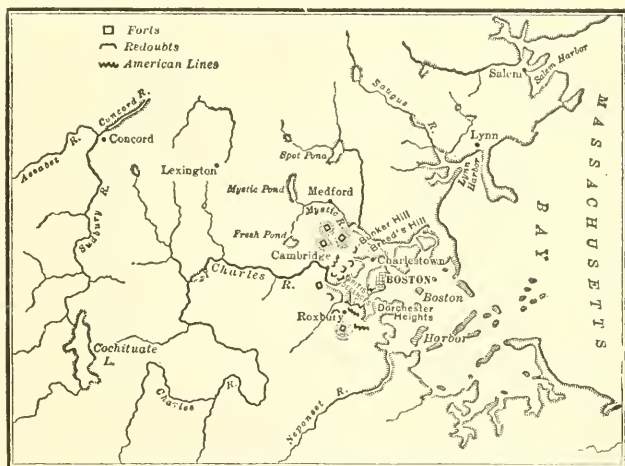 Forts
Redoubts
American Lines
Salem
Salem Harbor
Saugus
R.
Concord R.
Concord
Assabet R.
Lynn
Lynn
Harbor
MASSACHUSETTS
BAY
Lexington
Spot Pond
Mystic Pond
Medford
Mystic R.
Sudbury R.
Fresh Pond
Bunker Hill
Breed's Hill
Cambridge
Charlestown
Charles R.
BOSTON
Boston
Harbor
Roxbury
Dorchester
Heights
Cochituate
L.
Charles R.
Neponset R.